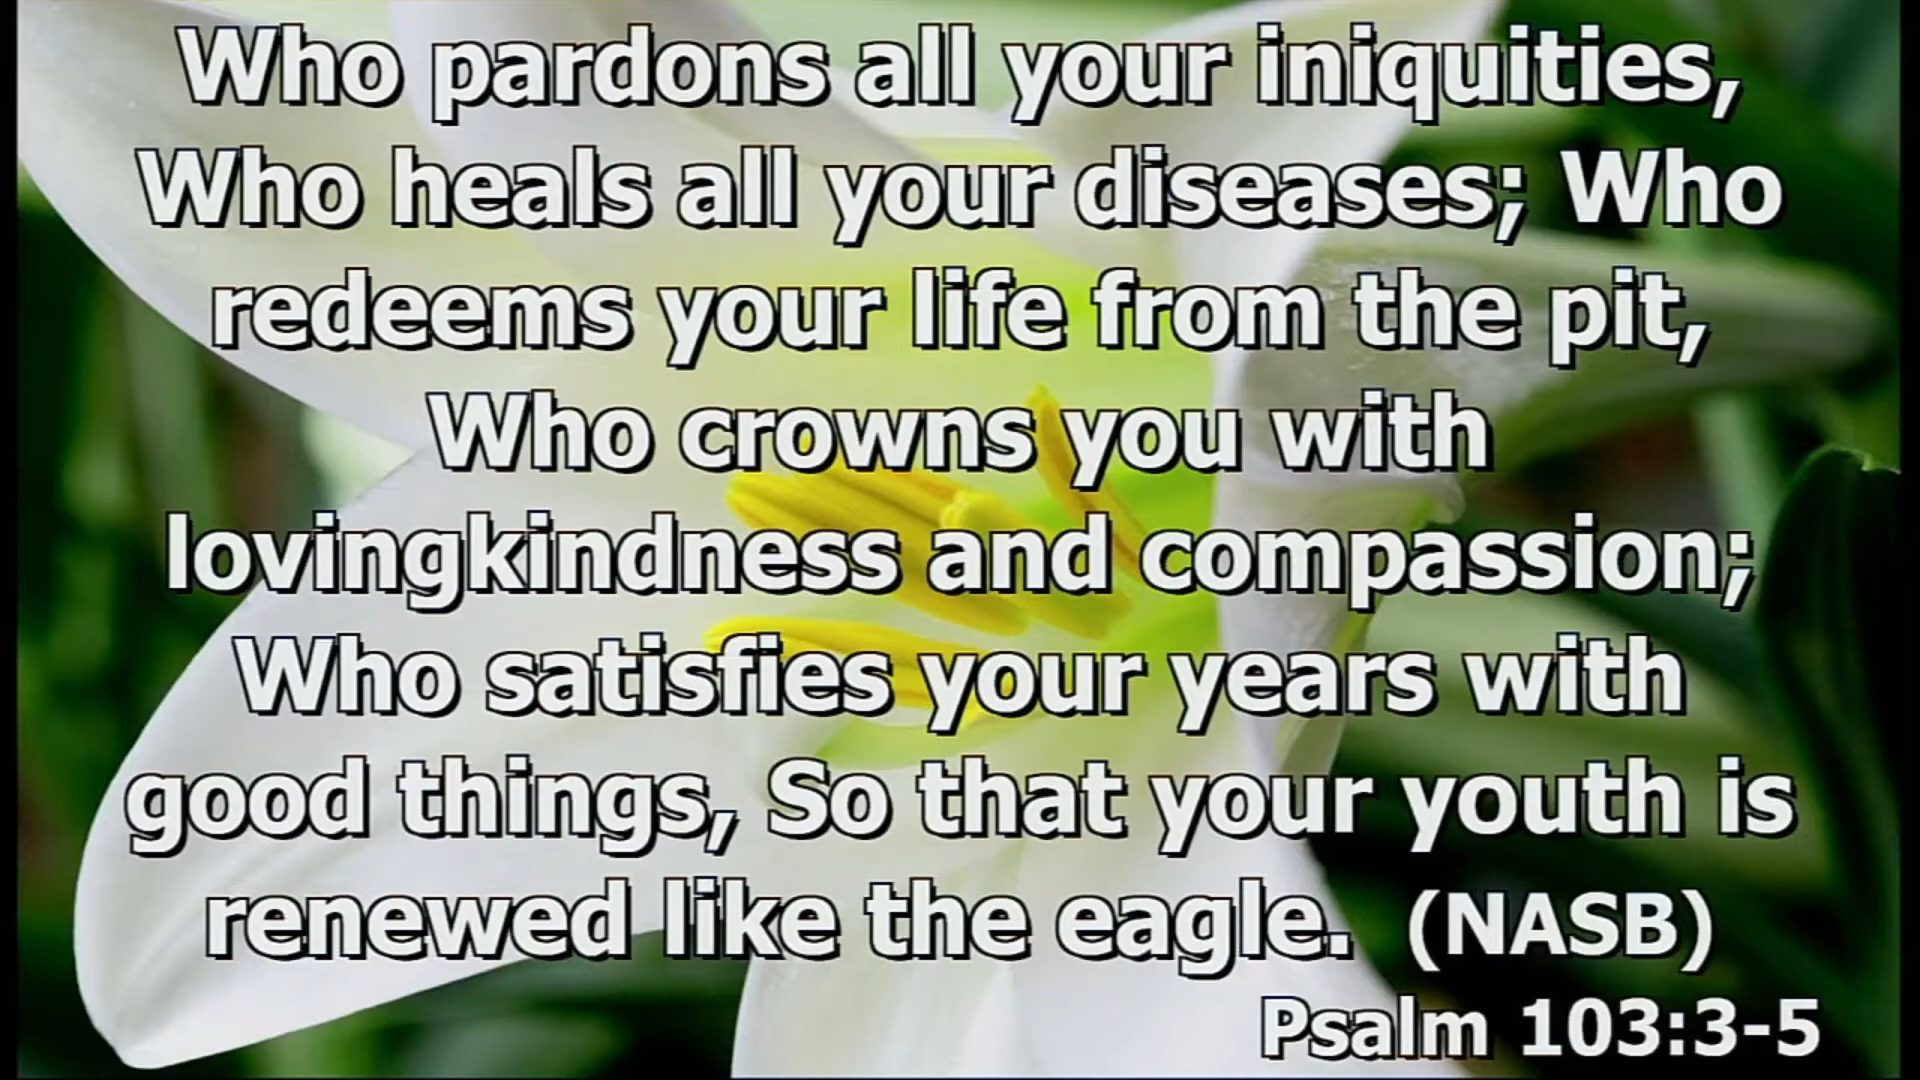 Who pardons all your iniquities,
Who heals all your diseases; Who
redeems your life from the pit,
Who crowns you with
lovingkindness and compassion;
Who satisfies your years with
good things, So that your youth is
renewed like the eagle. (NASB)
Psalm 103:3-5